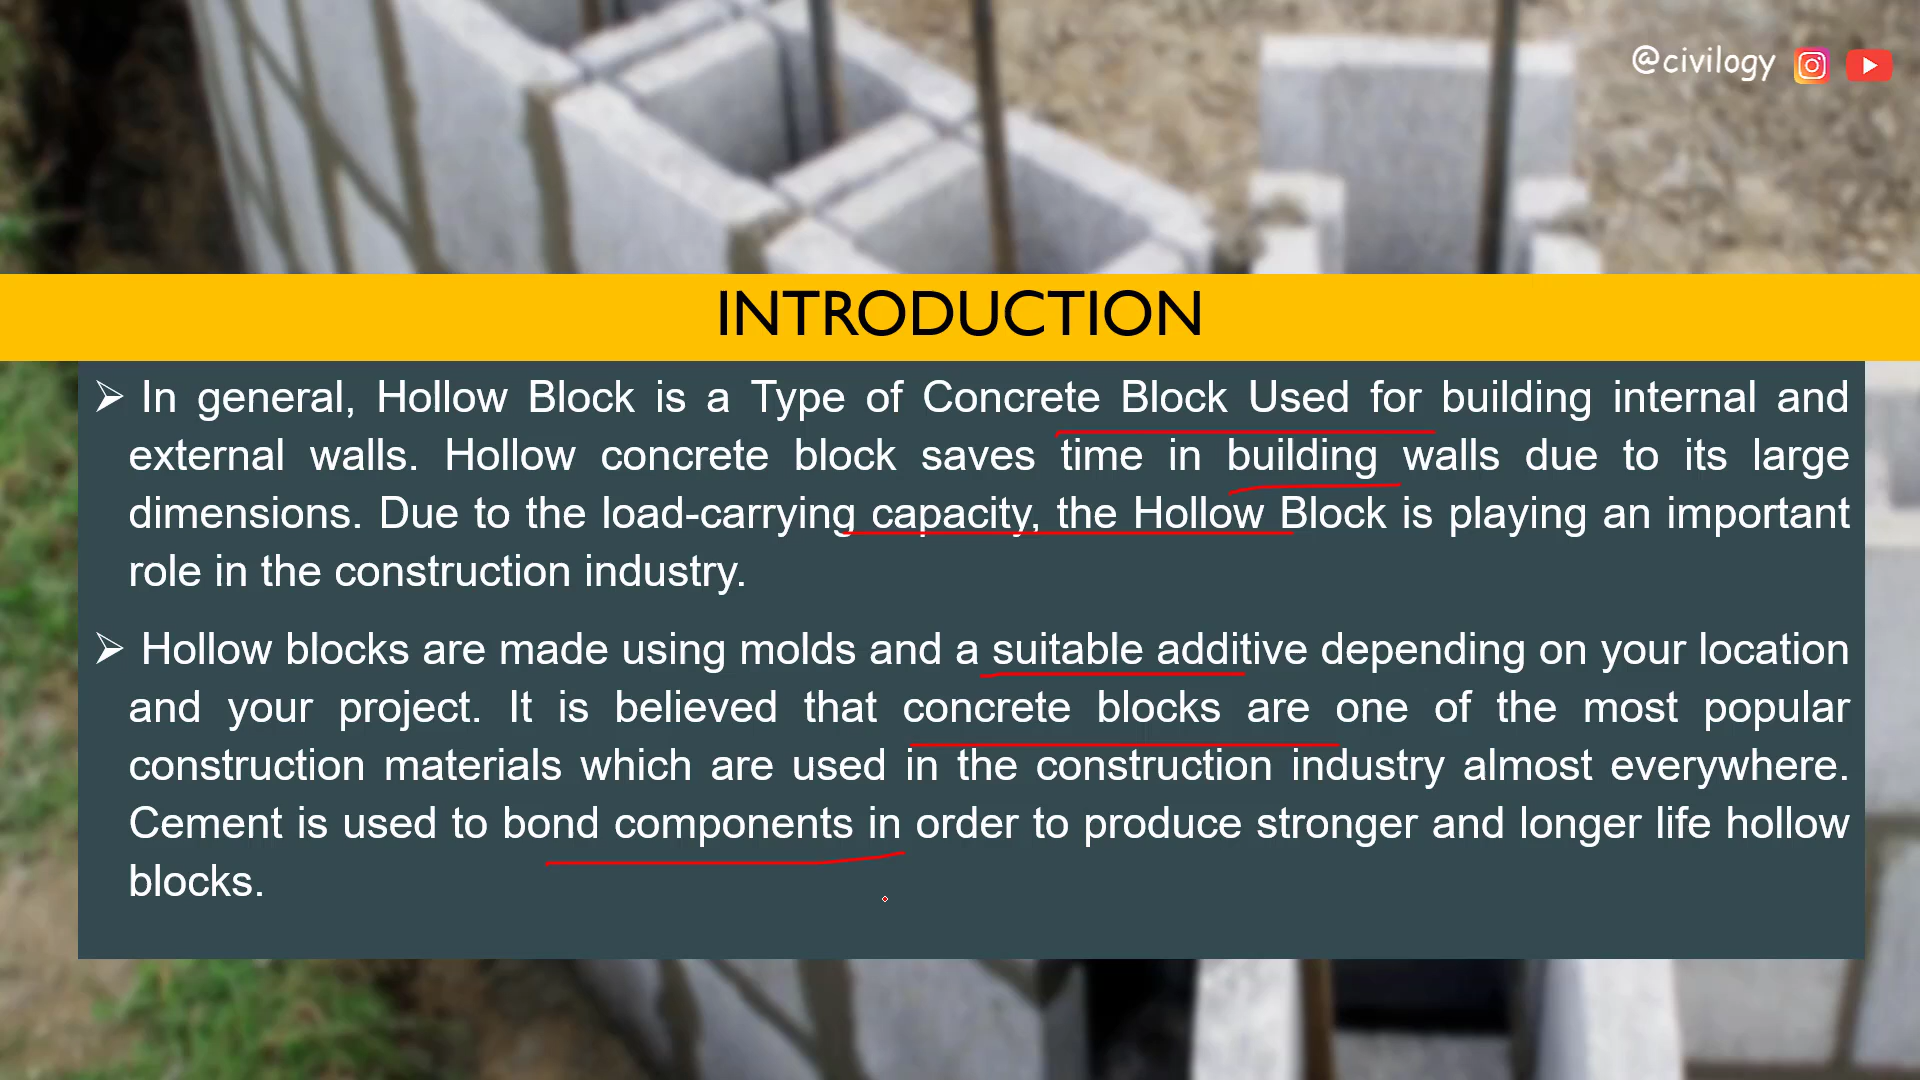 @civilogy
INTRODUCTION
➢ In general, Hollow Block is a Type of Concrete Block Used for building internal and
external walls. Hollow concrete block saves time in building walls due to its large
dimensions. Due to the load-carrying capacity, the Hollow Block is playing an important
role in the construction industry.
➢ Hollow blocks are made using molds and a suitable additive depending on your location
and your project. It is believed that concrete blocks are one of the most popular
construction materials which are used in the construction industry almost everywhere.
Cement is used to bond components in order to produce stronger and longer life hollow
blocks.